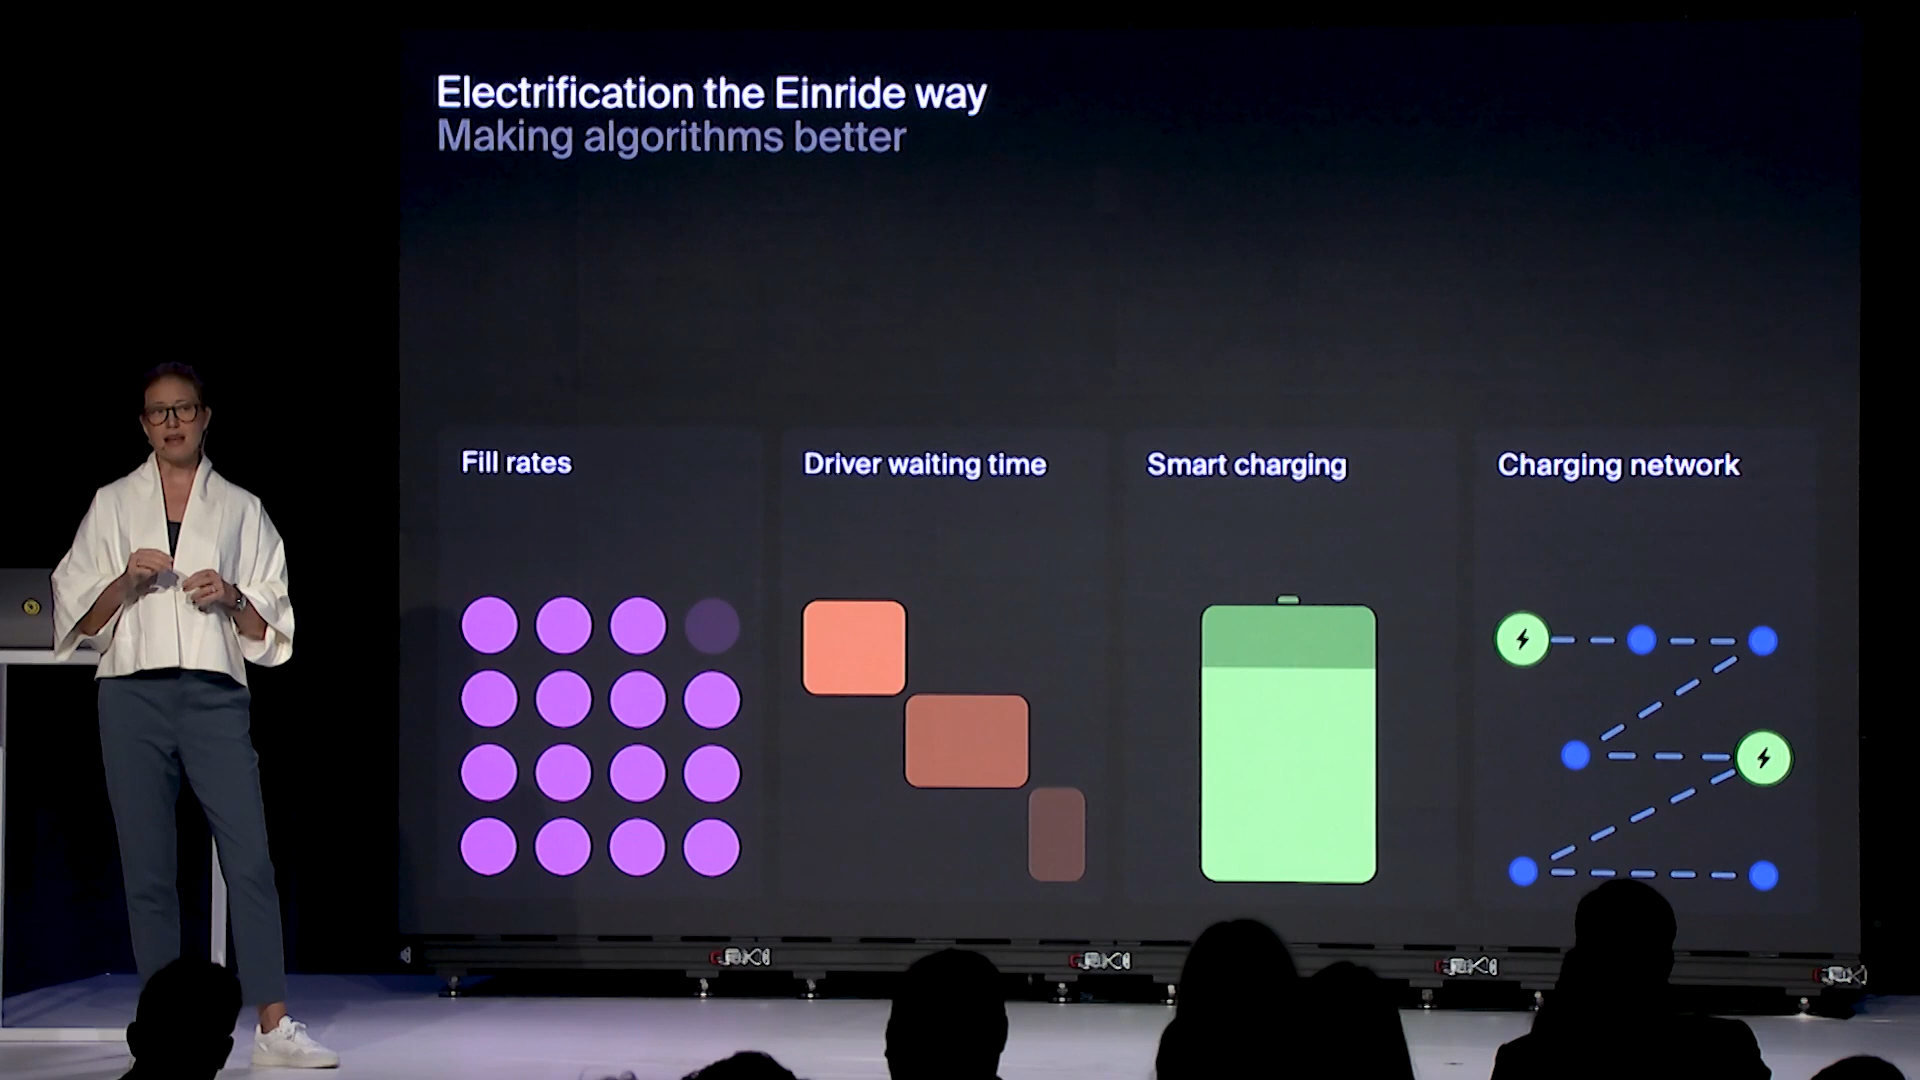 Electrification the Einride way
Making algorithms better
Fill rates
Driver waiting time
Smart charging
Charging network